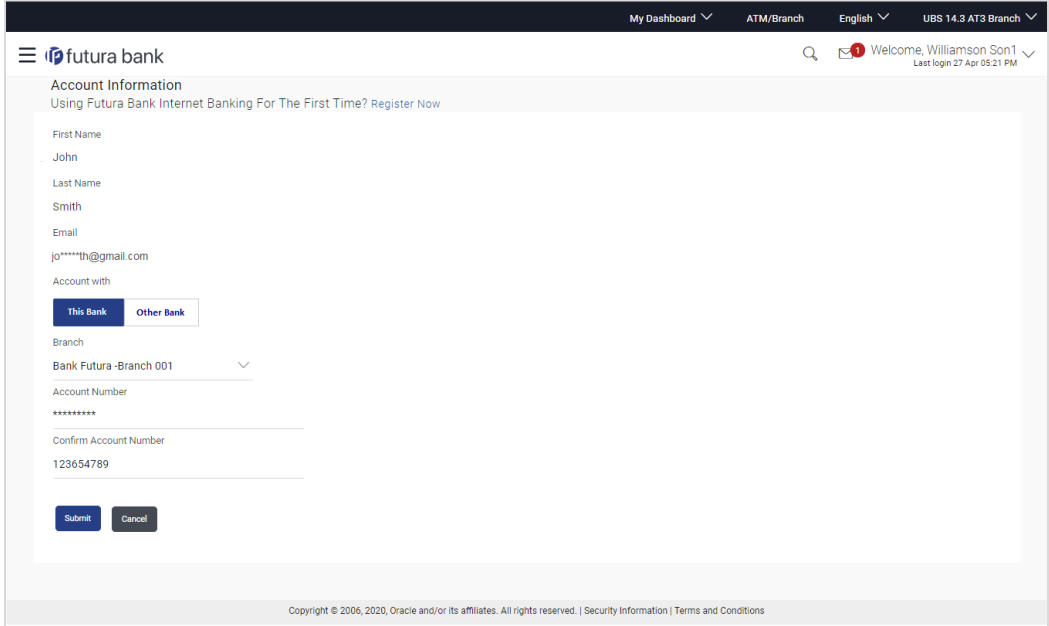 My Dashboard ATM/Branch English UBS 14.3 AT3 Branch
futura bank 1 Welcome, Williamson Son1
Last login 27 Apr 05:21 PM
Account Information
Using Futura Bank Internet Banking For The First Time? Register Now
First Name
John
Last Name
Smith
Email
jo*****th@gmail.com
Account with
This Bank Other Bank
Branch
Bank Futura -Branch 001
Account Number
*********
Confirm Account Number
123654789
Submit Cancel
Copyright © 2006, 2020, Oracle and/or its affiliates. All rights reserved. | Security Information | Terms and Conditions